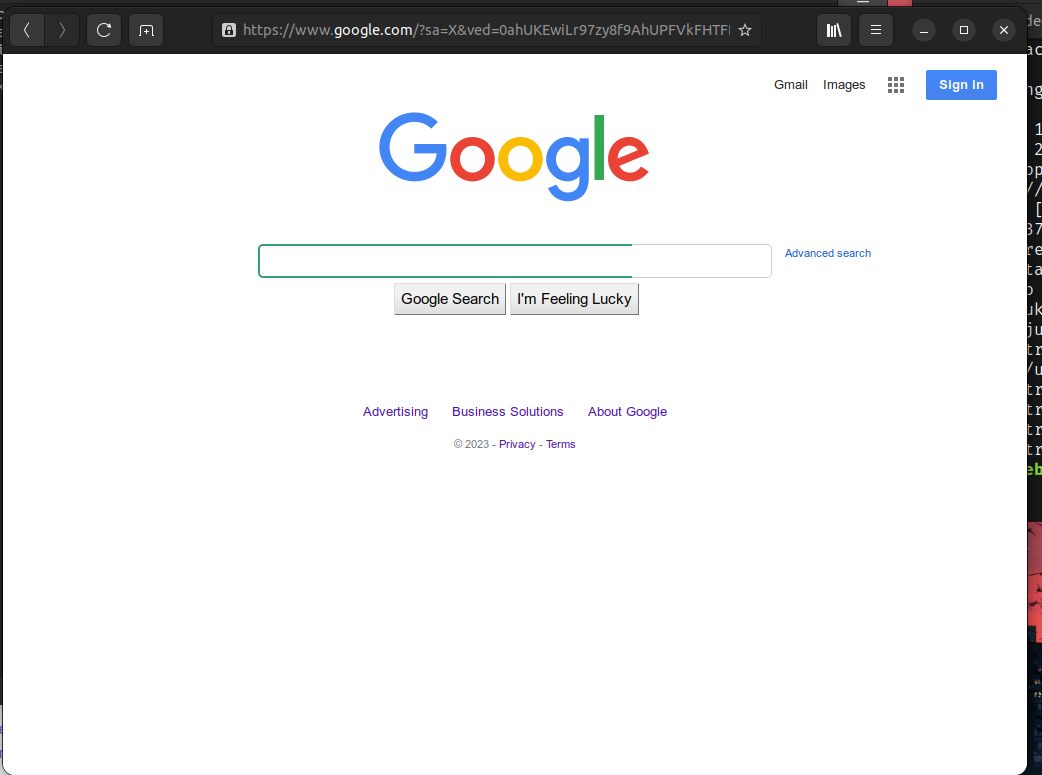 https://www.google.com/?sa=X&ved=0ahUKEwiLr97zy8f9AhUPFVkFHTF
Gmail Images Sign in
Google
Advanced search
Google Search I'm Feeling Lucky
Advertising Business Solutions About Google
© 2023 - Privacy - Terms